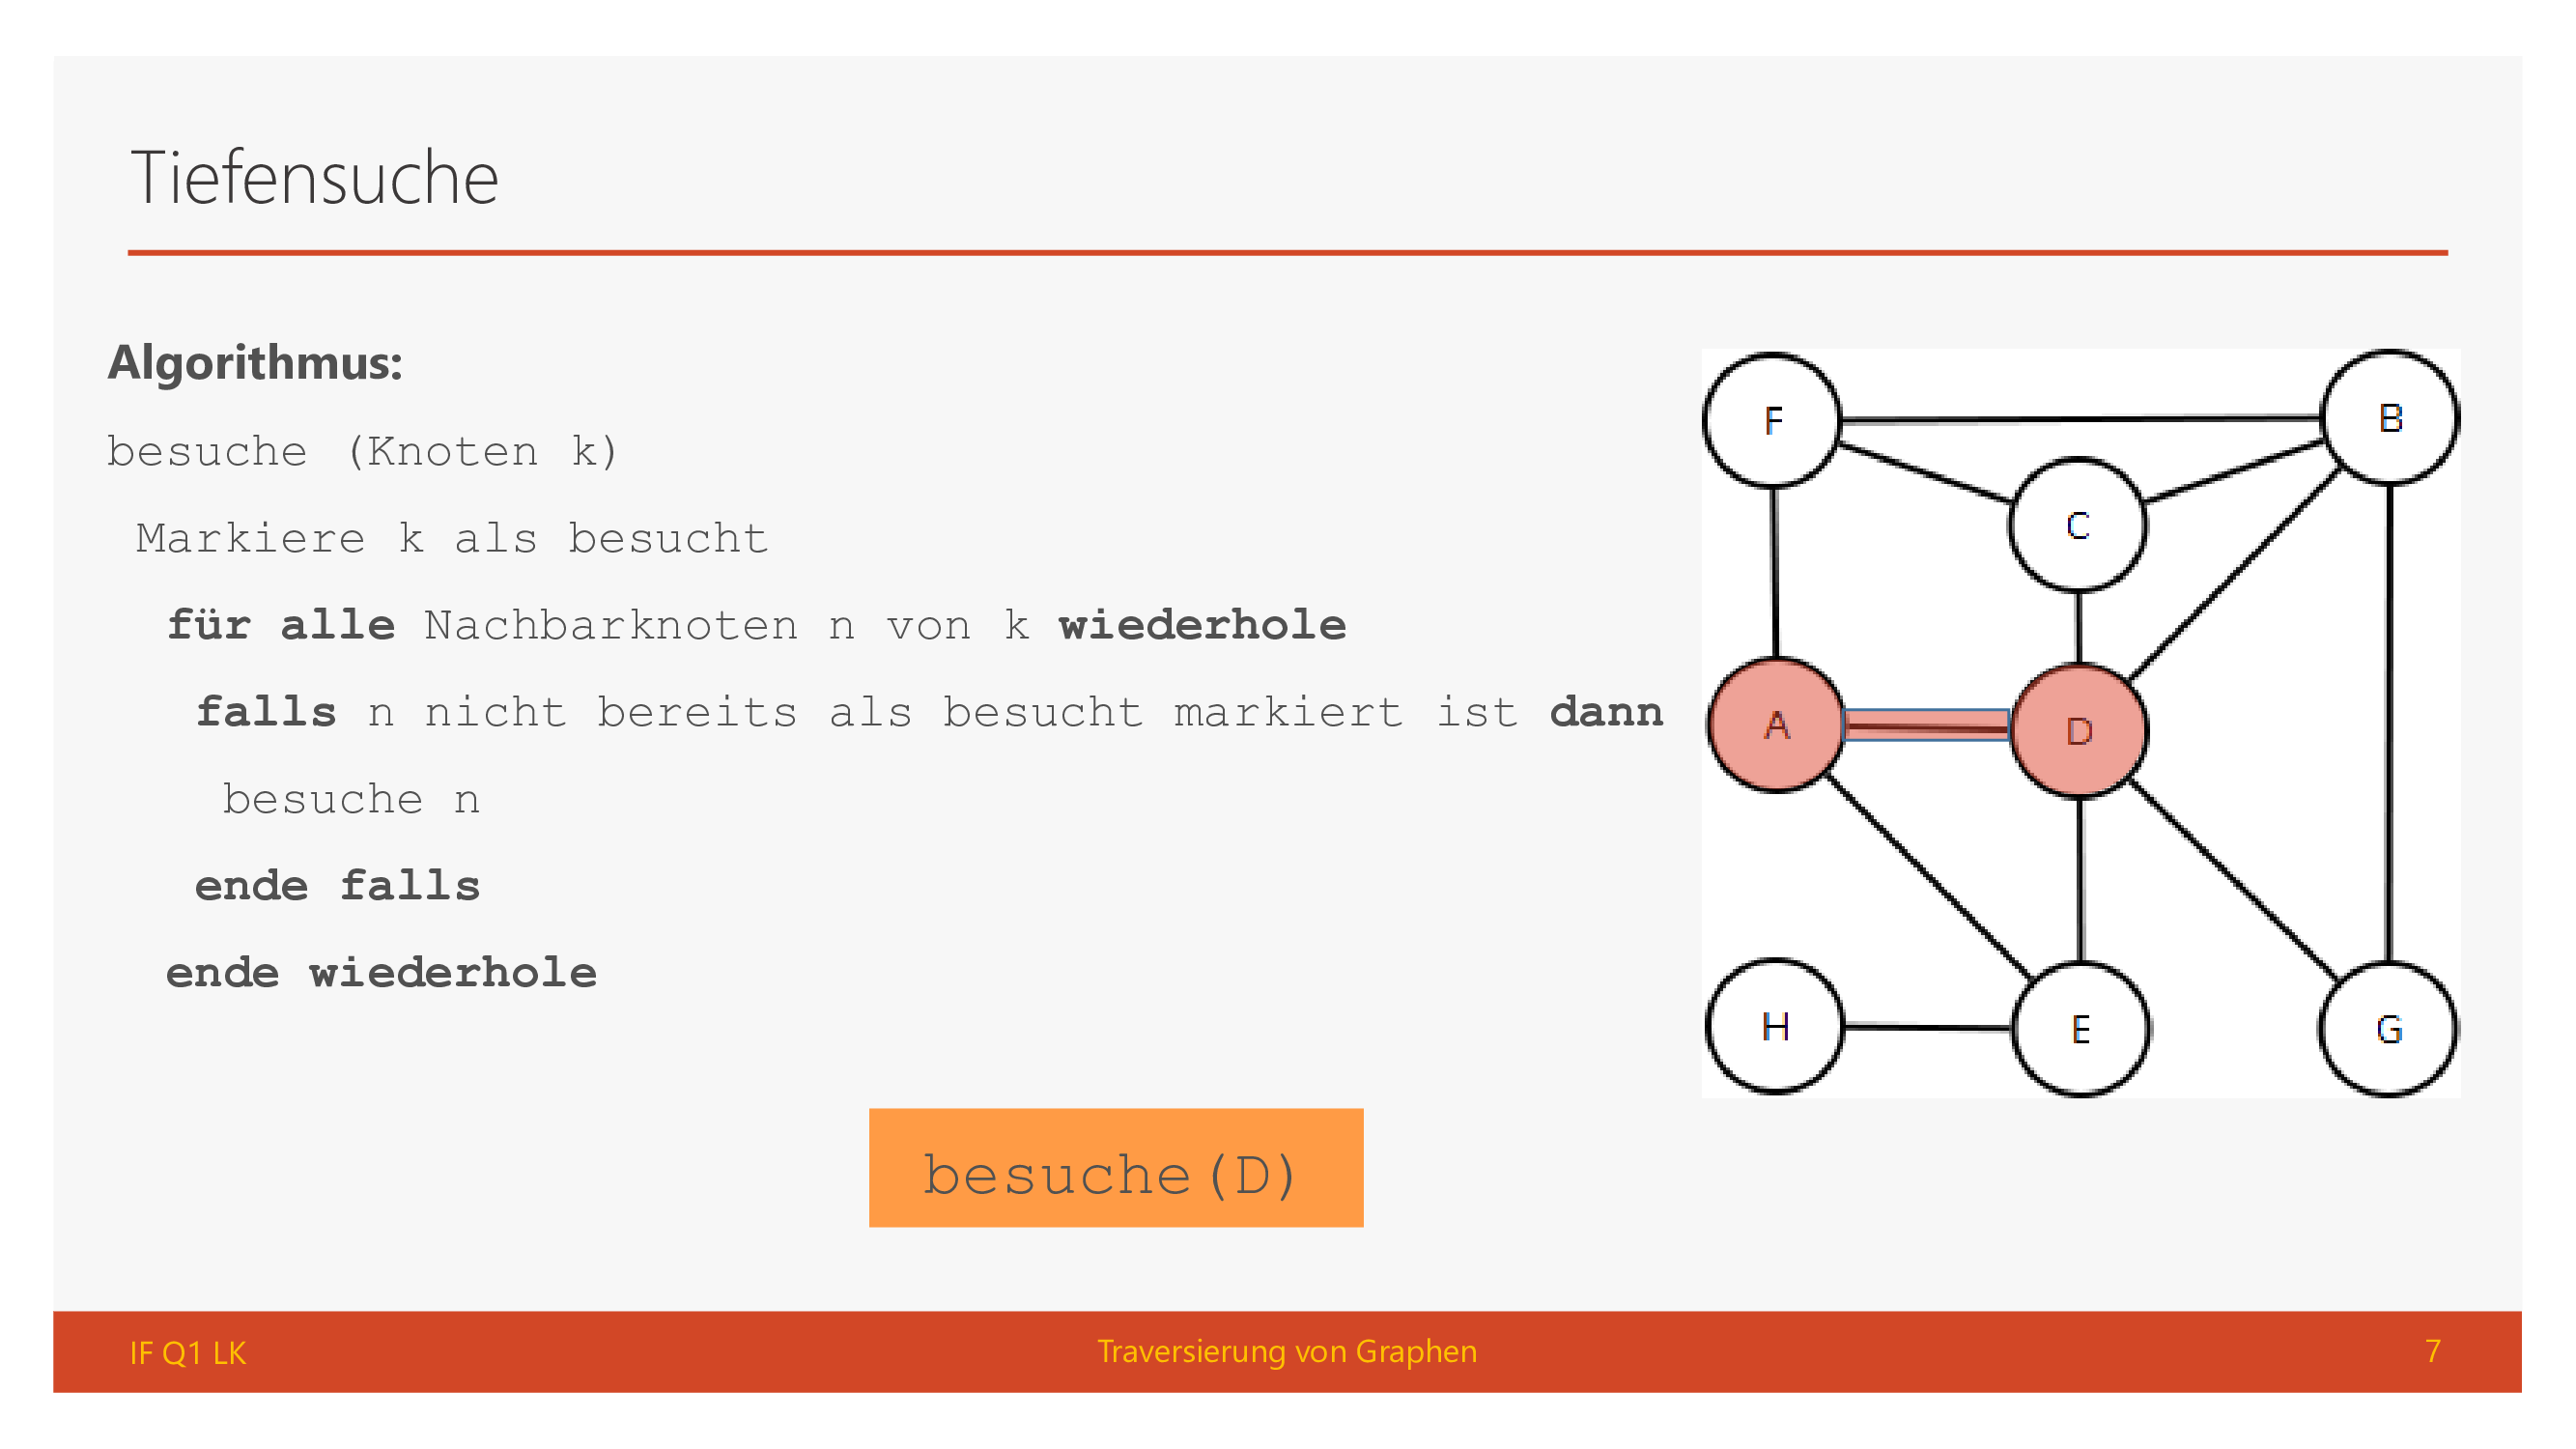 Tiefensuche
Algorithmus:
besuche (Knoten k)
Markiere k als besucht
für alle Nachbarknoten n von k wiederhole
falls n nicht bereits als besucht markiert ist dann
besuche n
ende falls
ende wiederhole
F
B
C
A
D
H
E
G
besuche(D)
IF Q1 LK
Traversierung von Graphen
7